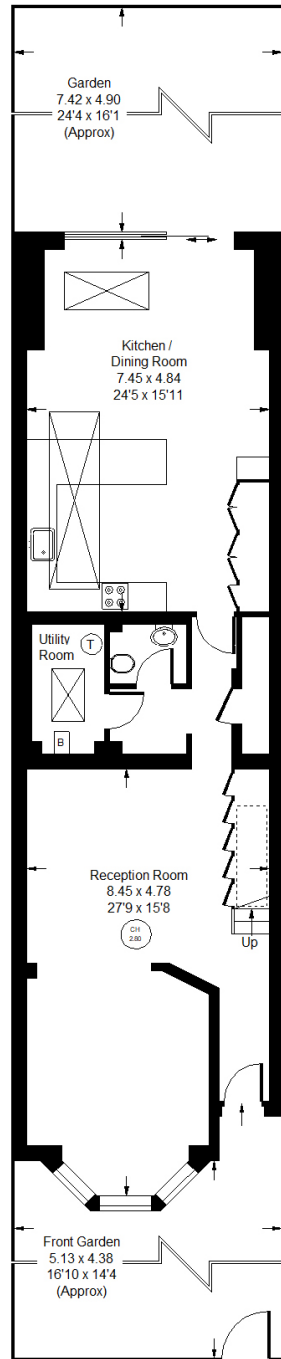 Garden
7.42 x 4.90
24'4 x 16'1
(Approx)
Kitchen /
Dining Room
7.45 x 4.84
24'5 x 15'11
Utility
Room
T
B
Reception Room
8.45 x 4.78
27'9 x 15'8
CH
2.80
Up
Front Garden
5.13 x 4.38
16'10 x 14'4
(Approx)